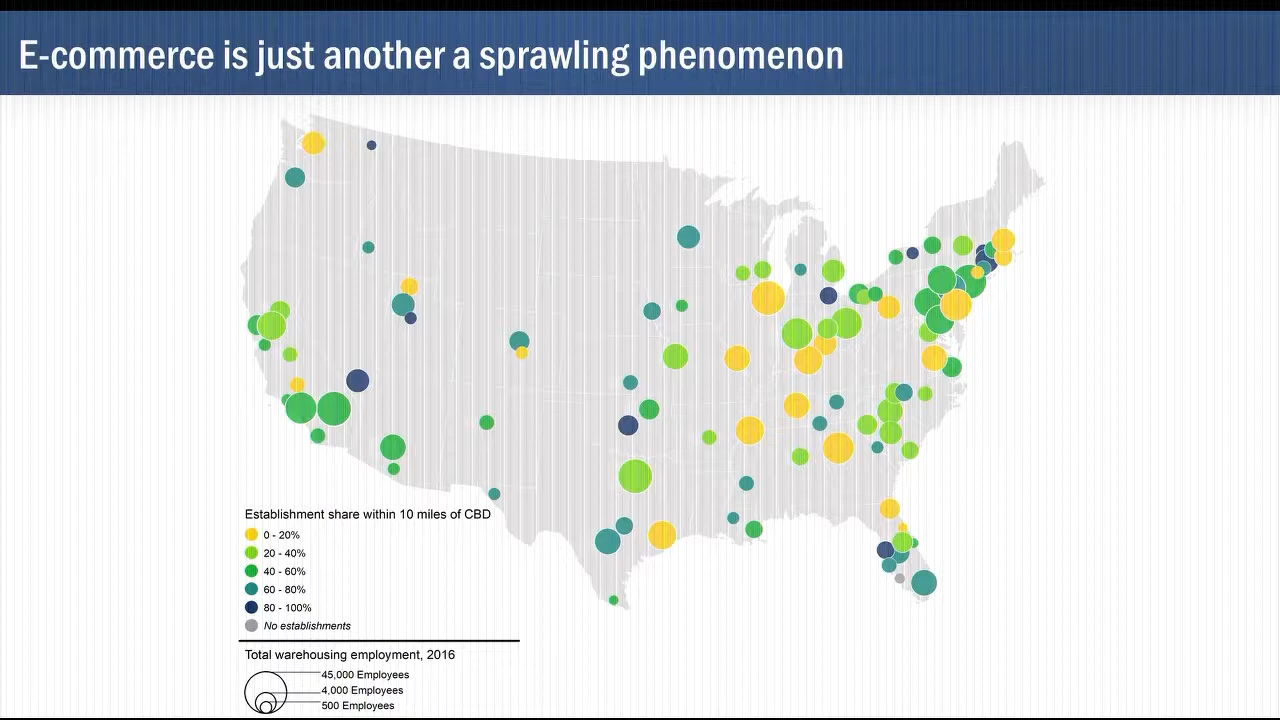 E-commerce is just another a sprawling phenomenon
Establishment share within 10 miles of CBD
0 - 20%
20 - 40%
40 - 60%
60 - 80%
80 - 100%
No establishments
Total warehousing employment, 2016
45,000 Employees
4,000 Employees
500 Employees